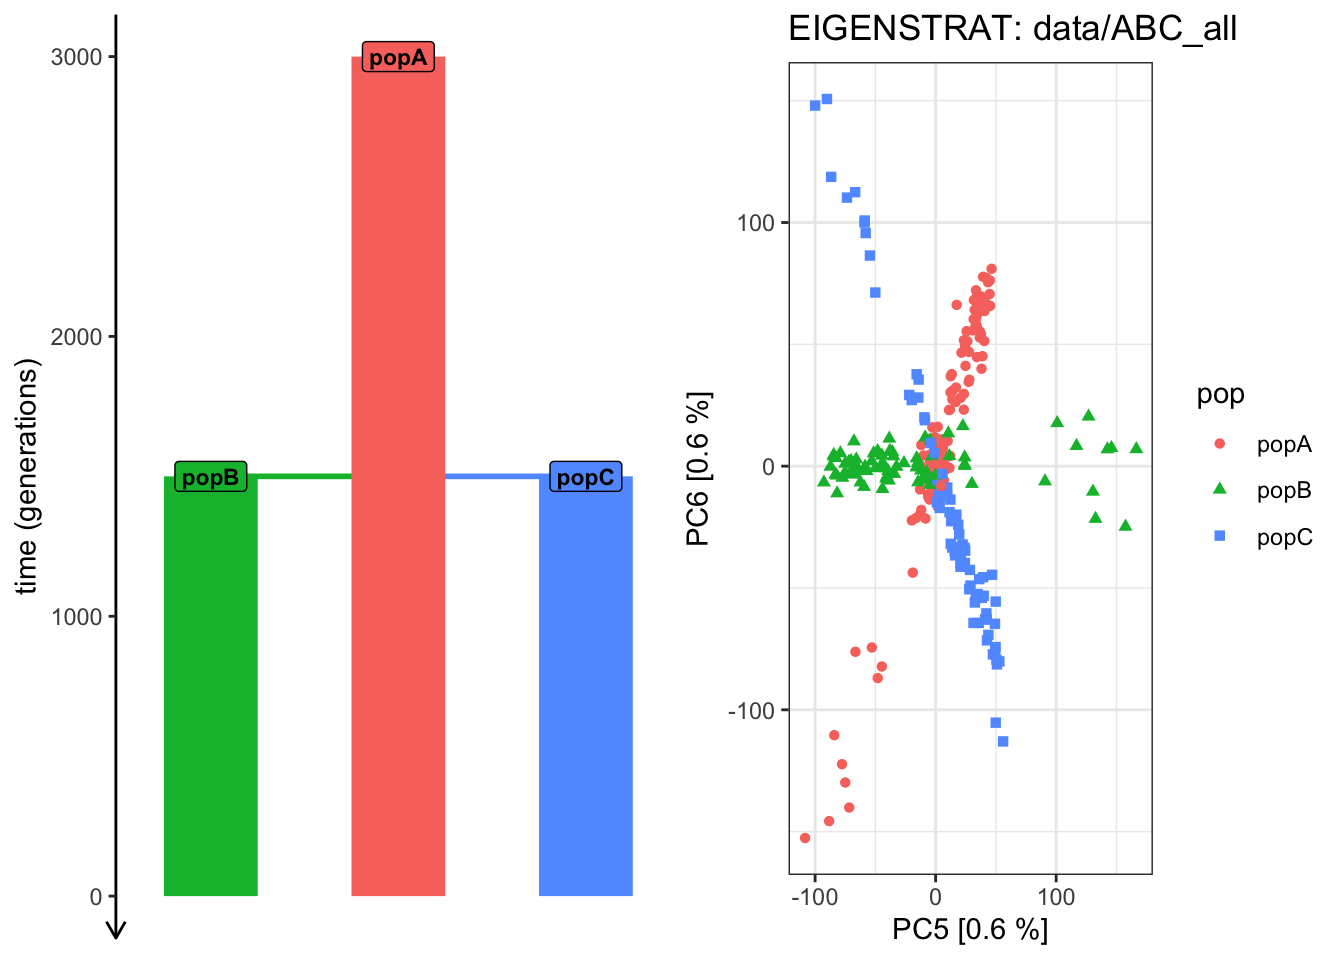 time (generations)
3000
2000
1000
0
popA
popB
popC
EIGENSTRAT: data/ABC_all
PC6 [0.6 %]
100
0
-100
-100
0
100
PC5 [0.6 %]
pop
popA
popB
popC